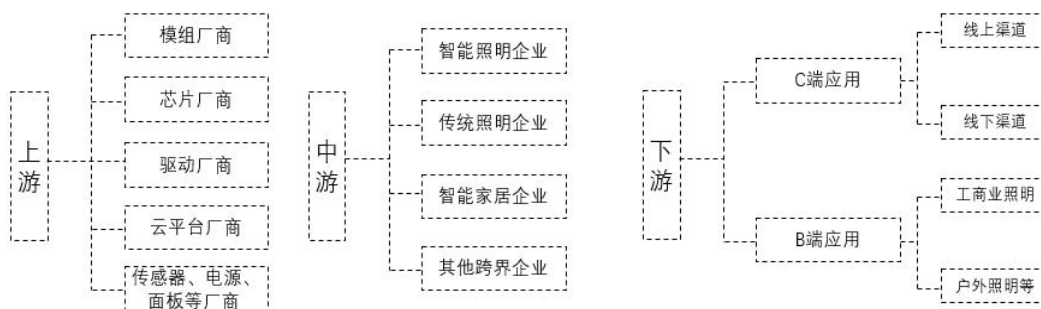 上游
模组厂商
芯片厂商
驱动厂商
云平台厂商
传感器、电源、
面板等厂商
中游
智能照明企业
传统照明企业
智能家居企业
其他跨界企业
下游
C端应用
线上渠道
线下渠道
B端应用
工商业照明
户外照明等